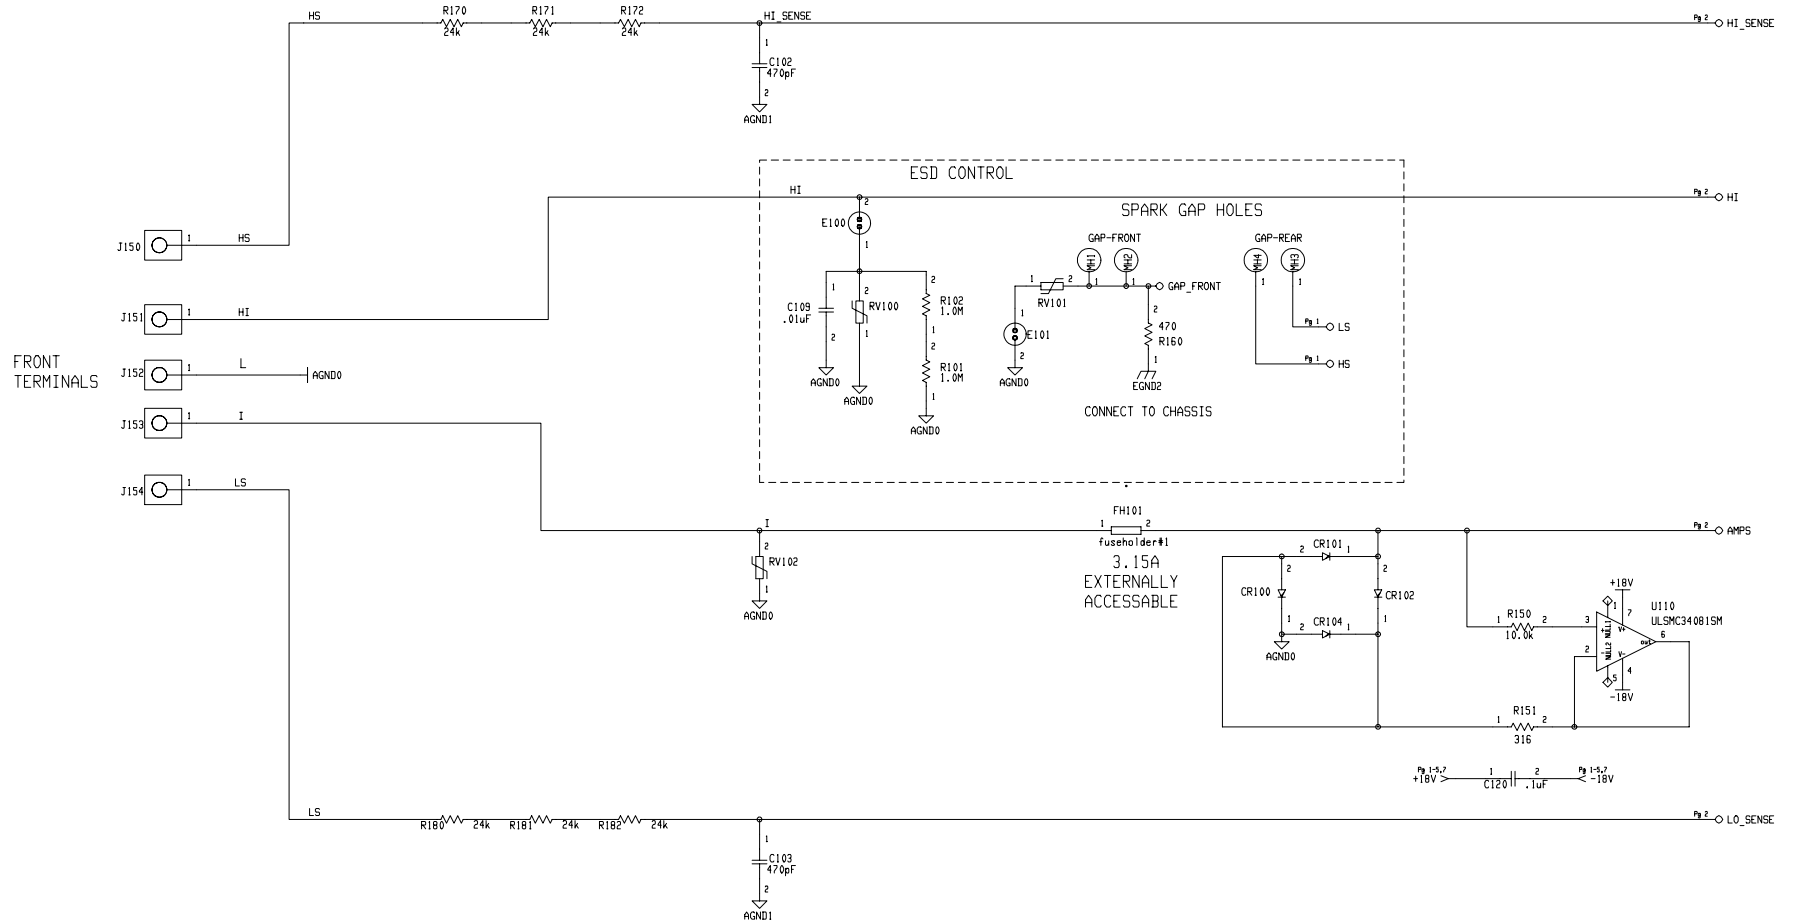 HS
R170
24k
R171
24k
R172
24k
HI_SENSE
Pg 2
HI_SENSE
1
C102
470pF
2
AGND1
ESD CONTROL
HI
Pg 2
HI
2
E100
1
SPARK GAP HOLES
GAP-FRONT
GAP-REAR
MH1
MH2
MH4
MH3
1
1
1
1
J150
1
HS
1
C109
.01uF
2
AGND0
2
RV100
1
AGND0
2
R102
1.0M
1
2
R101
1.0M
1
AGND0
1
2
RV101
GAP_FRONT
1
E101
2
AGND0
2
470
R160
1
EGND2
Pg 1
LS
Pg 1
HS
CONNECT TO CHASSIS
J151
1
HI
FRONT
TERMINALS
J152
1
L
AGND0
J153
1
I
J154
1
LS
I
2
RV102
1
AGND0
FH101
1
2
fuseholder#1
3.15A
EXTERNALLY
ACCESSABLE
Pg 2
AMPS
2
CR101
1
2
CR100
1
2
CR102
1
2
CR104
1
AGND0
R150
1
2
10.0k
+18V
U110
ULSMC34081SM
1
7
3
+
NULL1
V+
6
out
2
-
NULL2
V-
5
4
-18V
R151
1
2
316
Pg 1-5,7
+18V
1
2
C120
.1uF
Pg 1-5,7
-18V
LS
R180
24k
R181
24k
R182
24k
Pg 2
LO_SENSE
1
C103
470pF
2
AGND1